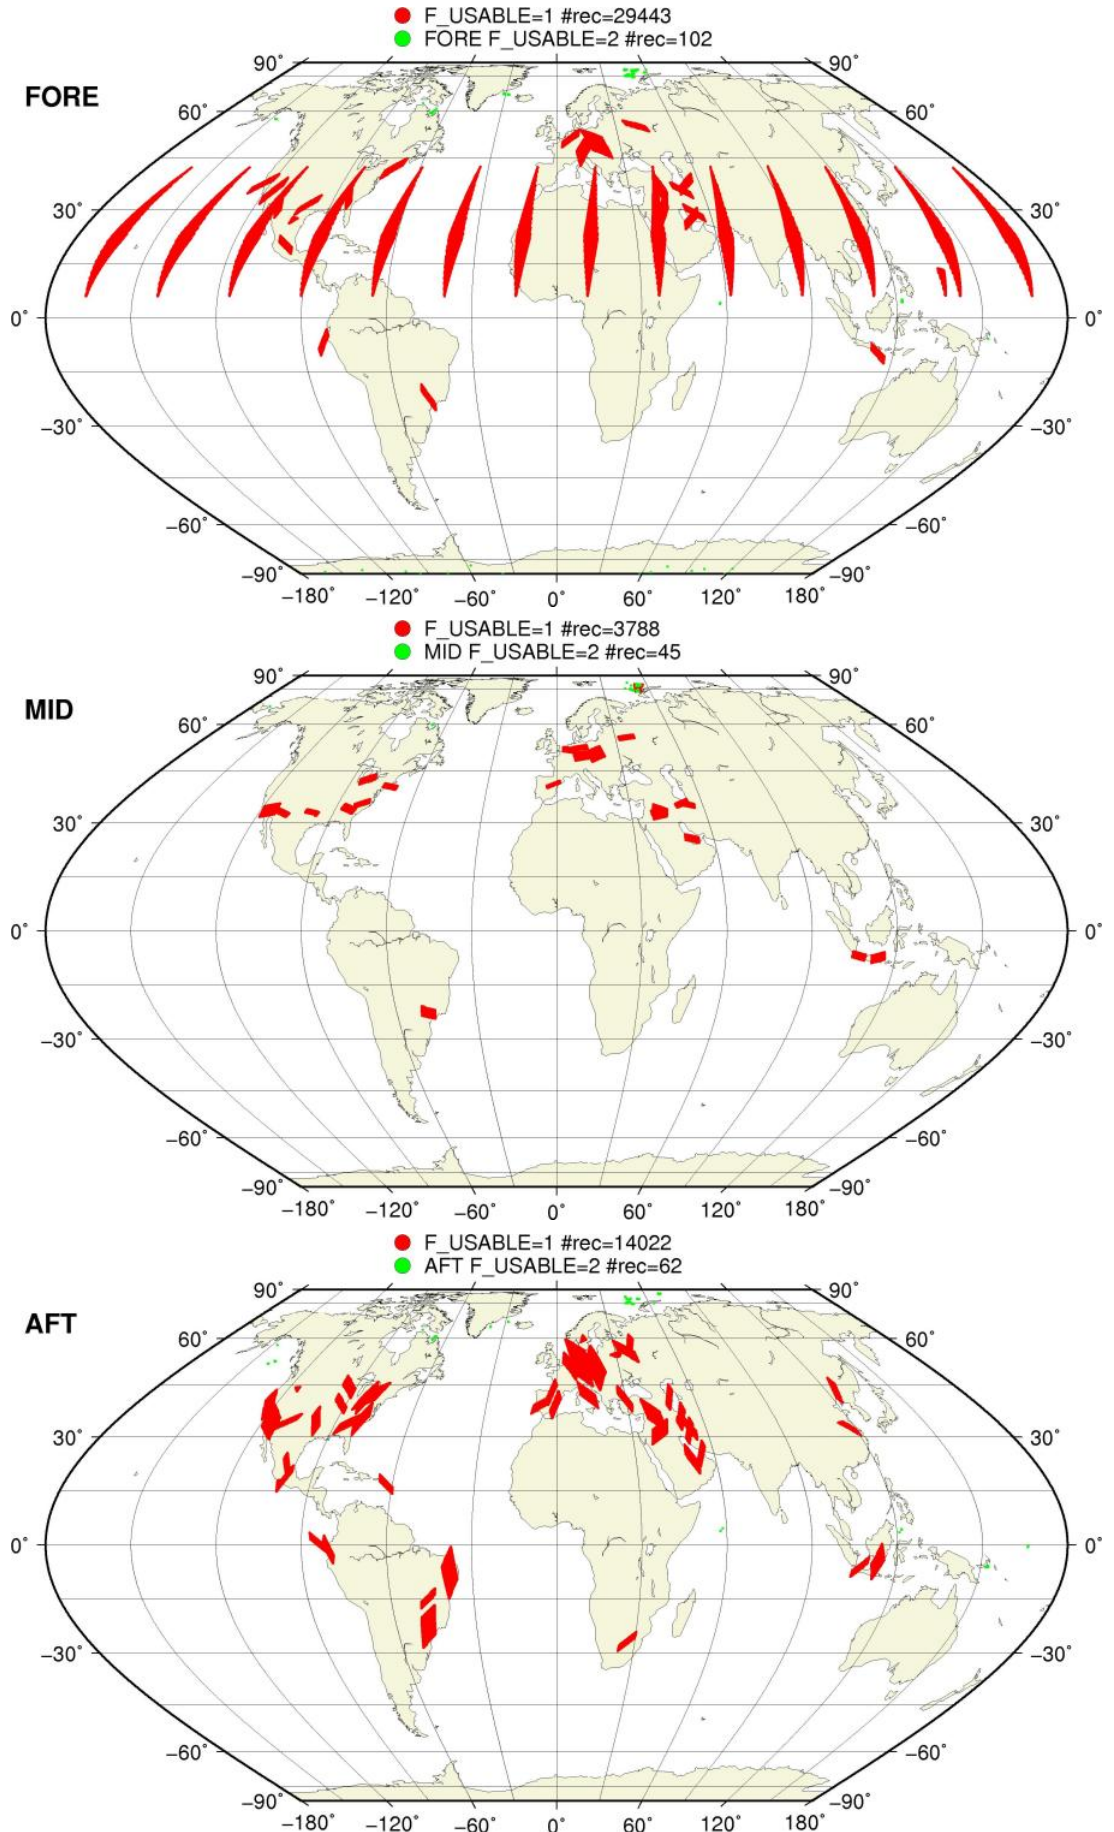 F_USABLE=1 #rec=29443
FORE F_USABLE=2 #rec=102
FORE
90° 90°
60° 60°
30° 30°
0° 0°
−30° −30°
−60° −60°
−90° −90°
−180° −120° −60° 0° 60° 120° 180°
F_USABLE=1 #rec=3788
MID F_USABLE=2 #rec=45
MID
90° 90°
60° 60°
30° 30°
0° 0°
−30° −30°
−60° −60°
−90° −90°
−180° −120° −60° 0° 60° 120° 180°
F_USABLE=1 #rec=14022
AFT F_USABLE=2 #rec=62
AFT
90° 90°
60° 60°
30° 30°
0° 0°
−30° −30°
−60° −60°
−90° −90°
−180° −120° −60° 0° 60° 120° 180°